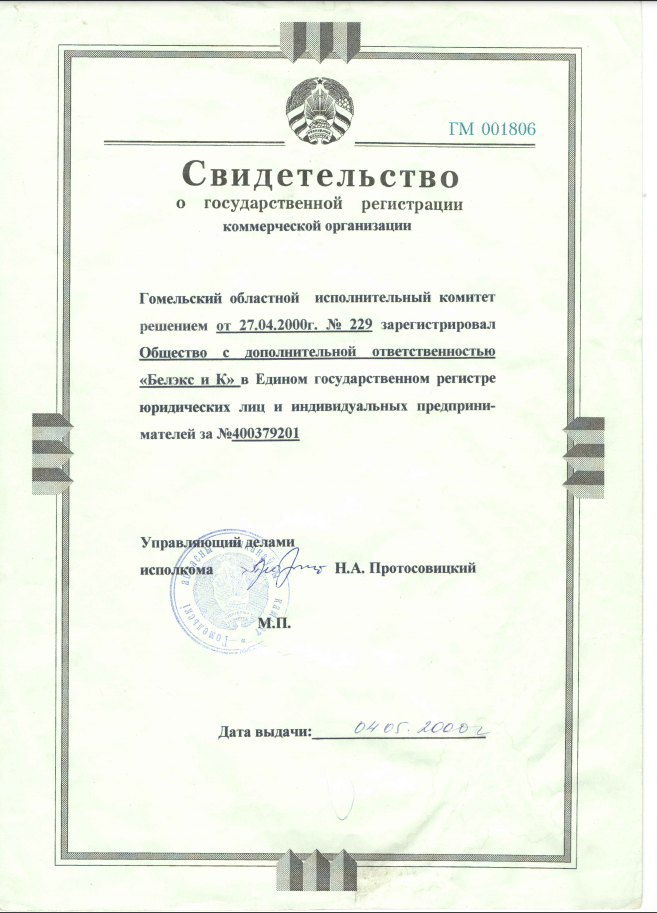 ГМ 001806
Свидетельство
о государственной регистрации
коммерческой организации
Гомельский областной исполнительный комитет
решением от 27.04.2000г. № 229 зарегистрировал
Общество с дополнительной ответственностью
«Белэкс и К» в Едином государственном регистре
юридических лиц и индивидуальных предприни-
мателей за №400379201
Управляющий делами
исполкома Н.А. Протосовицкий
М.П.
Дата выдачи: 04.05.2000г